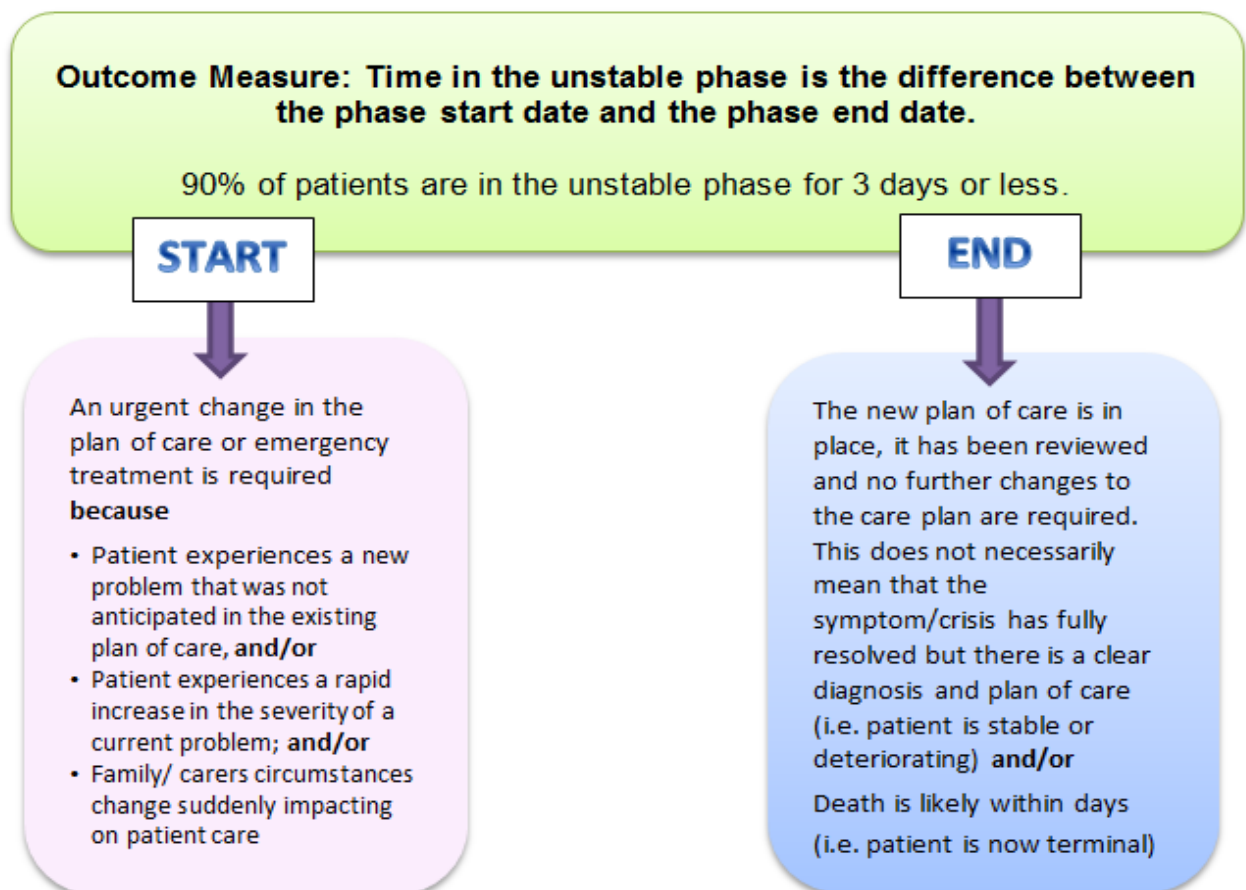 Outcome Measure: Time in the unstable phase is the difference between
the phase start date and the phase end date.
90% of patients are in the unstable phase for 3 days or less.
START
An urgent change in the
plan of care or emergency
treatment is required
because
• Patient experiences a new
problem that was not
anticipated in the existing
plan of care, and/or
• Patient experiences a rapid
increase in the severity of a
current problem; and/or
• Family/ carers circumstances
change suddenly impacting
on patient care
END
The new plan of care is in
place, it has been reviewed
and no further changes to
the care plan are required.
This does not necessarily
mean that the
symptom/crisis has fully
resolved but there is a clear
diagnosis and plan of care
(i.e. patient is stable or
deteriorating) and/or
Death is likely within days
(i.e. patient is now terminal)